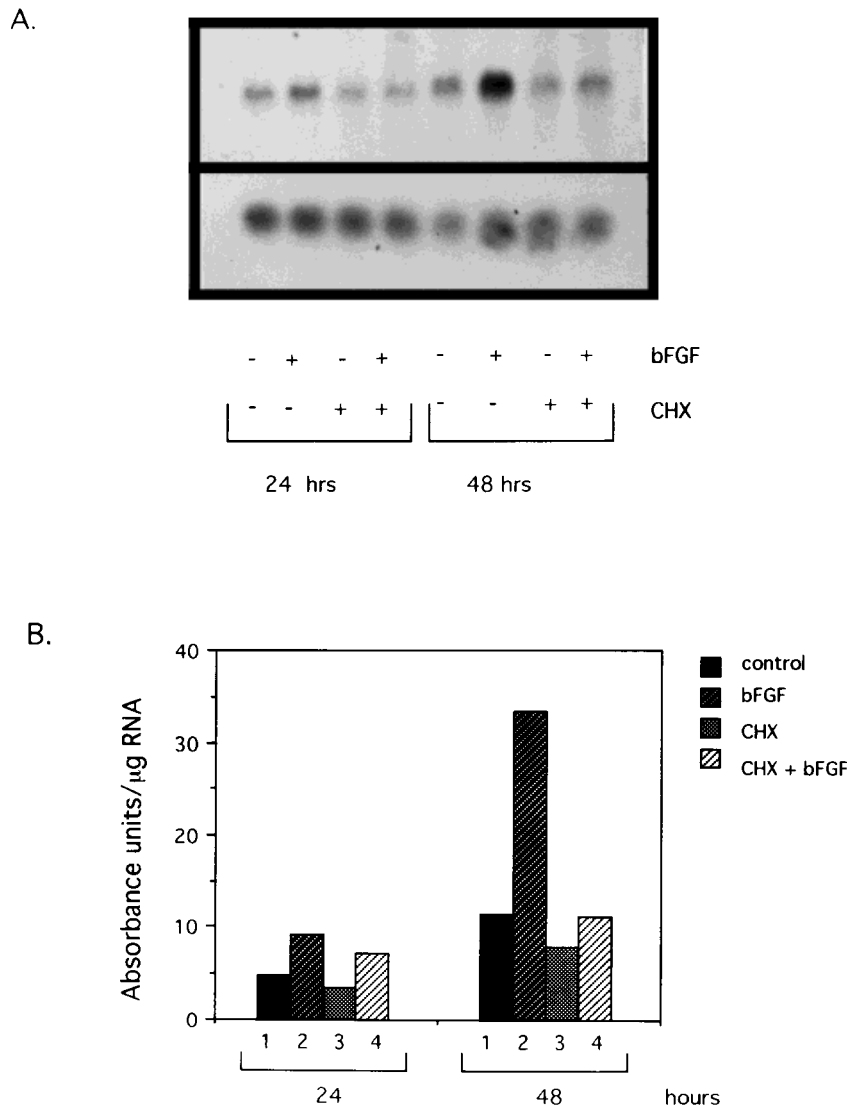 A.
- + - + - + - + bFGF
- - + + - - + + CHX
24 hrs 48 hrs
B.
Absorbance units/µg RNA
40
30
20
10
0
1 2 3 4 1 2 3 4
24 48 hours
control
bFGF
CHX
CHX + bFGF